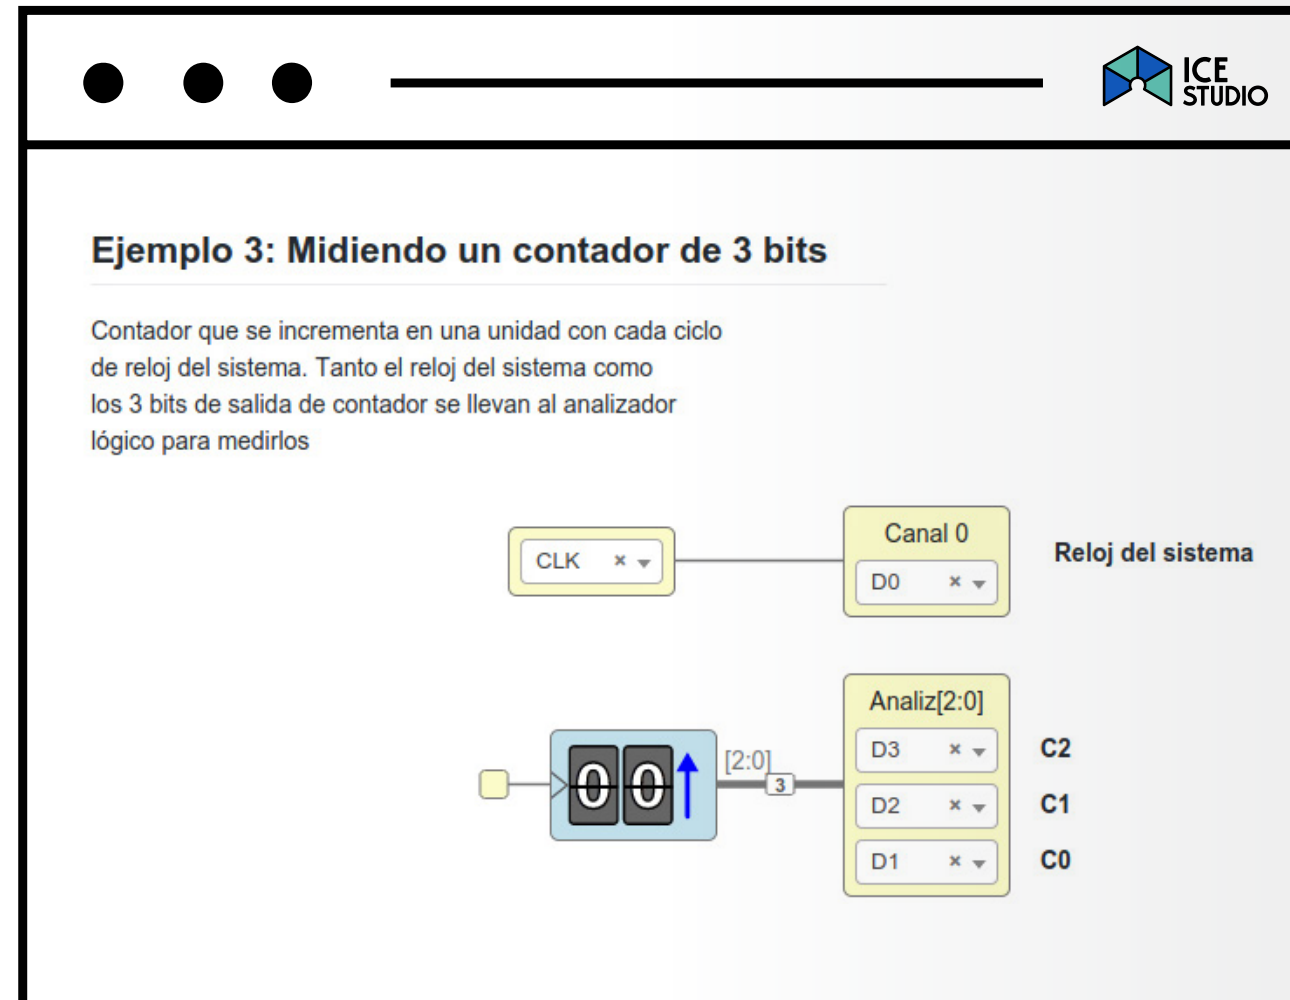 ICE
STUDIO
Ejemplo 3: Midiendo un contador de 3 bits
Contador que se incrementa en una unidad con cada ciclo
de reloj del sistema. Tanto el reloj del sistema como
los 3 bits de salida de contador se llevan al analizador
lógico para medirlos
CLK × 
Canal 0
D0 ×
Reloj del sistema
00
[2:0]
3
Analiz[2:0]
D3 × C2
D2 × C1
D1 × C0